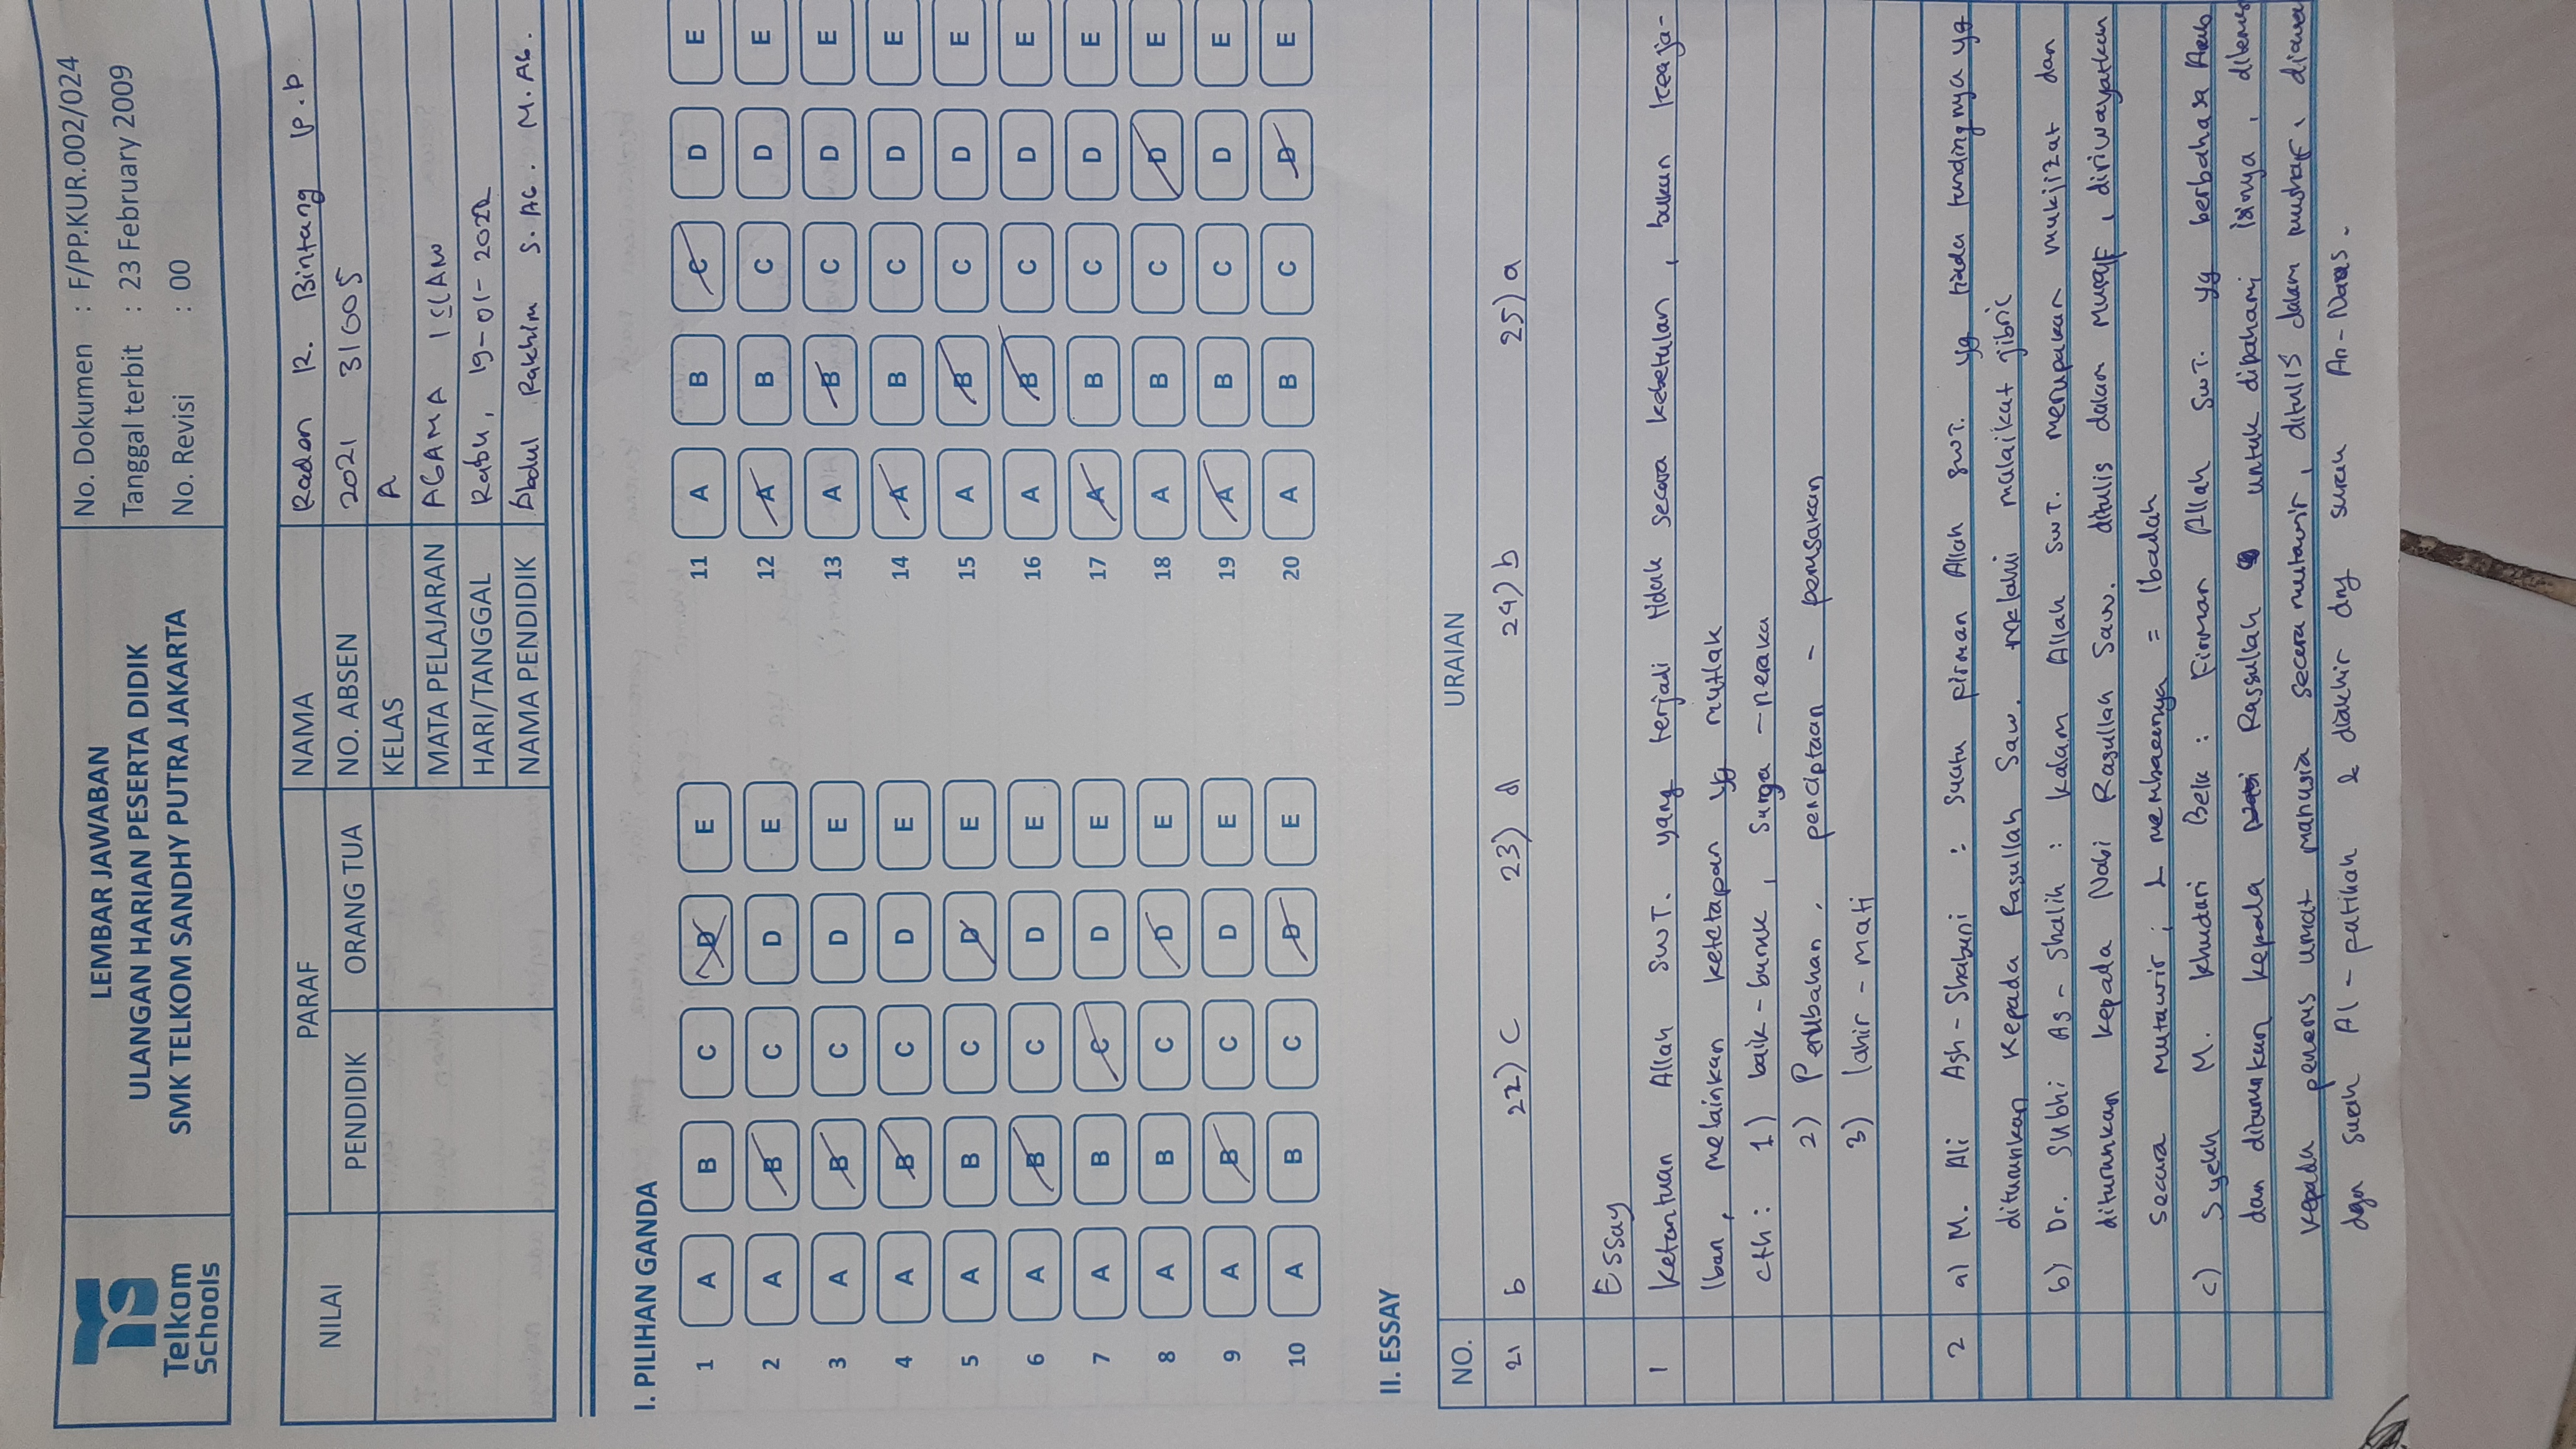 Telkom
Schools
LEMBAR JAWABAN
ULANGAN HARIAN PESERTA DIDIK
SMK TELKOM SANDHY PUTRA JAKARTA
No. Dokumen : F/PP.KUR.002/024
Tanggal terbit : 23 February 2009
No. Revisi : 00
NILAI
PARAF
PENDIDIK ORANG TUA
NAMA Raden R. Bintang P.b
NO. ABSEN 2021 31005
KELAS A
MATA PELAJARAN AGAMA ISLAM
HARI/TANGGAL Rabu, 19-01-2022
NAMA PENDIDIK Abdul Rakhim S.AG. M.AG.
I. PILIHAN GANDA
1 A B C D E 11 A B C D E
2 A B C D E 12 A B C D E
3 A B C D E 13 A B C D E
4 A B C D E 14 A B C D E
5 A B C D E 15 A B C D E
6 A B C D E 16 A B C D E
7 A B C D E 17 A B C D E
8 A B C D E 18 A B C D E
9 A B C D E 19 A B C D E
10 A B C D E 20 A B C D E
II. ESSAY
NO. URAIAN
21 b 22) C 23) d 24) b 25) a
Essay
1 Ketentuan Allah SWT. yang terjadi tidak secara kebetulan, bukan keaja-
iban, melainkan ketetapan yg mutlak
cth: 1) baik-buruk, surga-neraka
2) Perubahan, penciptaan - perusakan
3) lahir-mati
2 a) M. Ali Ash-Shabuni : Suatu firman Allah SWT. yg tiada tandingnya yg
diturunkan kepada Rasullah Saw. melalui malaikat jibril
b) Dr. Subhi As-Shalih : kalam Allah SWT. merupakan mukjizat dan
diturunkan kepada Nabi Rasullah Saw. ditulis dalam musaf, diriwayatkan
secara mutawir; & membacanya = Ibadah
c) Syekh M. khudari Beik : Firman Allah SWT. yg berbahasa Arab
dan diturunkan kepada Rassullah untuk dipahami isinya,
kepada penerus umat manusia secara mutawir, ditulis dalam mushaf,
dgn surah Al-fatihah & diakhir dng surah An-Naas.